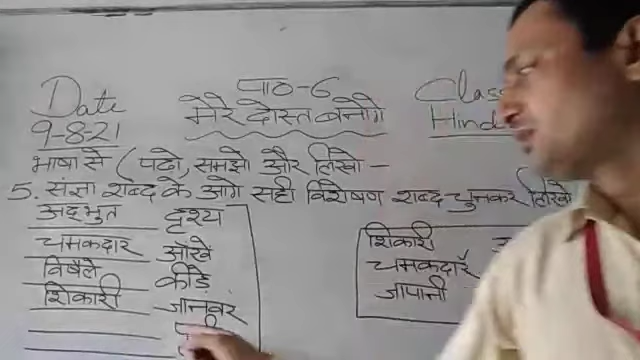 Date
9-8-21
पाठ-6
मेरे दोस्त बनोगे
Class
Hindi
भाषा से (पढो, समझो और लिखो -
5. संज्ञा शब्द के आगे सही विशेषण शब्द चुनकर लिखो
अदभुत दृश्य
चमकदार आँखे
विषैले कीड़े
शिकारी जानवर
शिकारी
चमकदार
जापानी